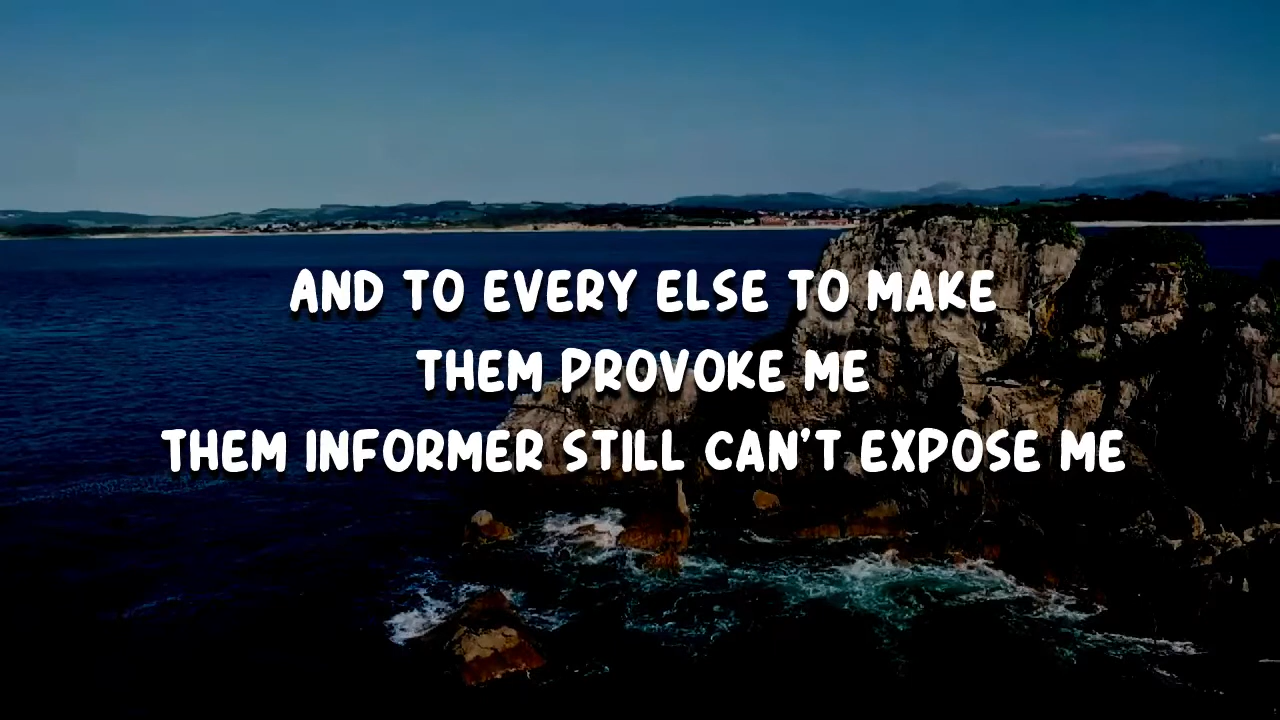 AND TO EVERY ELSE TO MAKE
THEM PROVOKE ME
THEM INFORMER STILL CAN'T EXPOSE ME